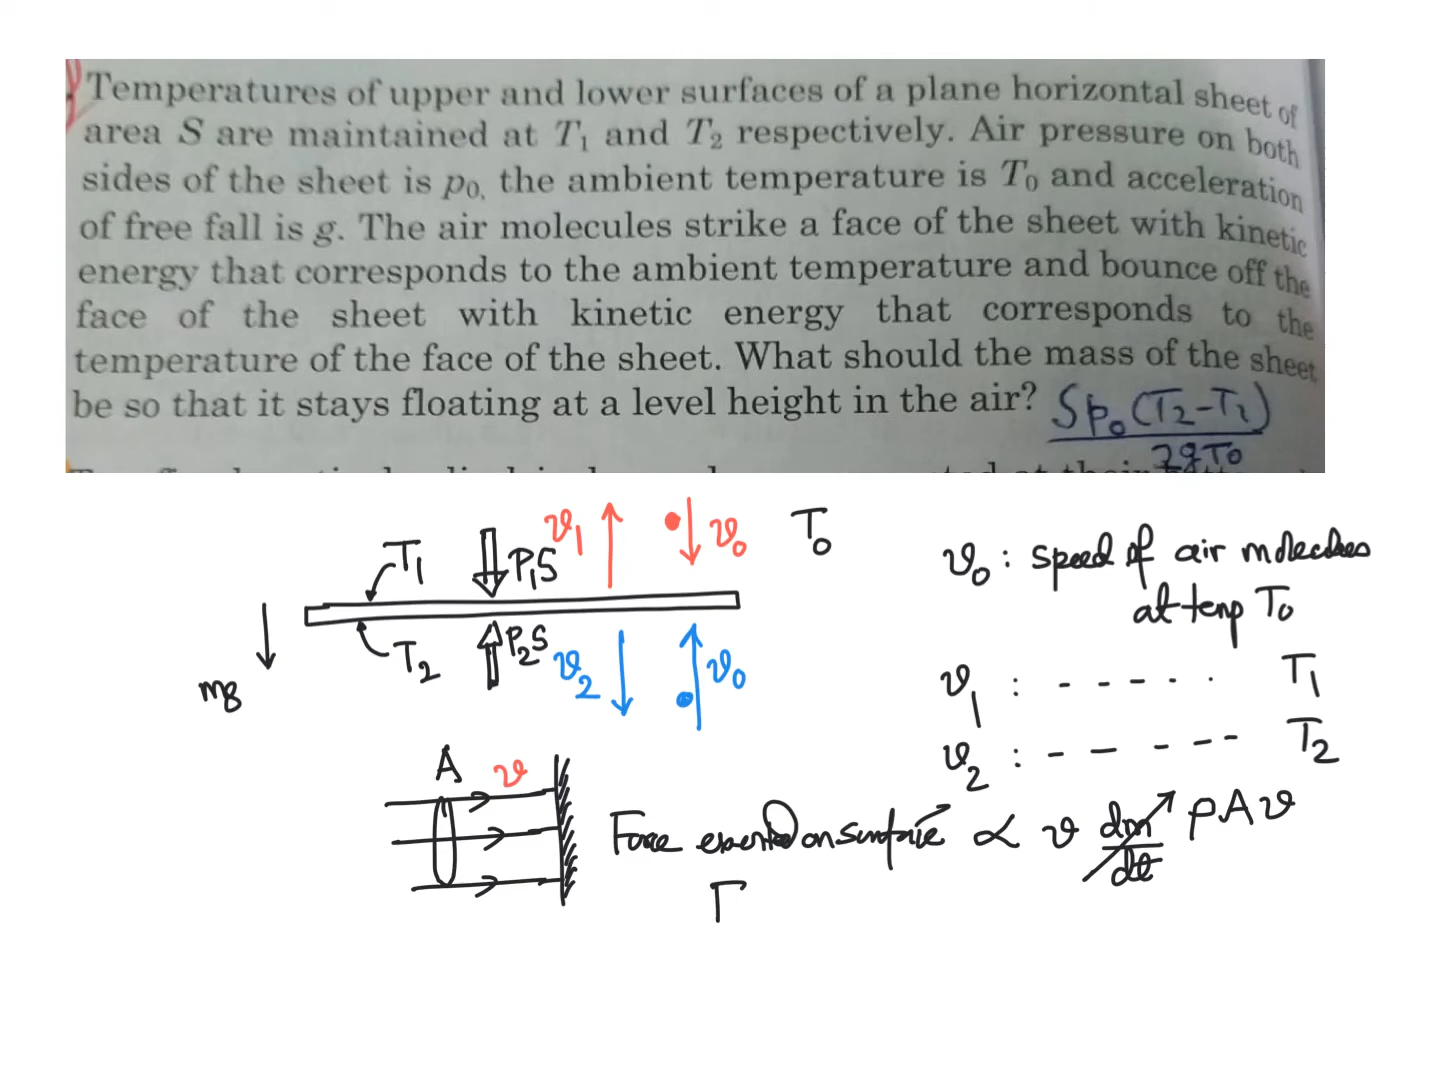 Temperatures of upper and lower surfaces of a plane horizontal sheet of
area S are maintained at T₁ and T₂ respectively. Air pressure on both
sides of the sheet is p₀, the ambient temperature is T₀ and acceleration
of free fall is g. The air molecules strike a face of the sheet with kinetic
energy that corresponds to the ambient temperature and bounce off the
face of the sheet with kinetic energy that corresponds to the
temperature of the face of the sheet. What should the mass of the sheet
be so that it stays floating at a level height in the air? Sp₀(T₂-T₁)
2gT₀
v₁ v₀ T₀
T₁ P₁S
v₀ : speed of air molecules
at temp T₀
T₂ P₂S v₂ v₀
mg
v₁ : - - - - - T₁
v₂ : - - - - - T₂
A v
Force exerted on surface ∝ v dm/dt ρAv